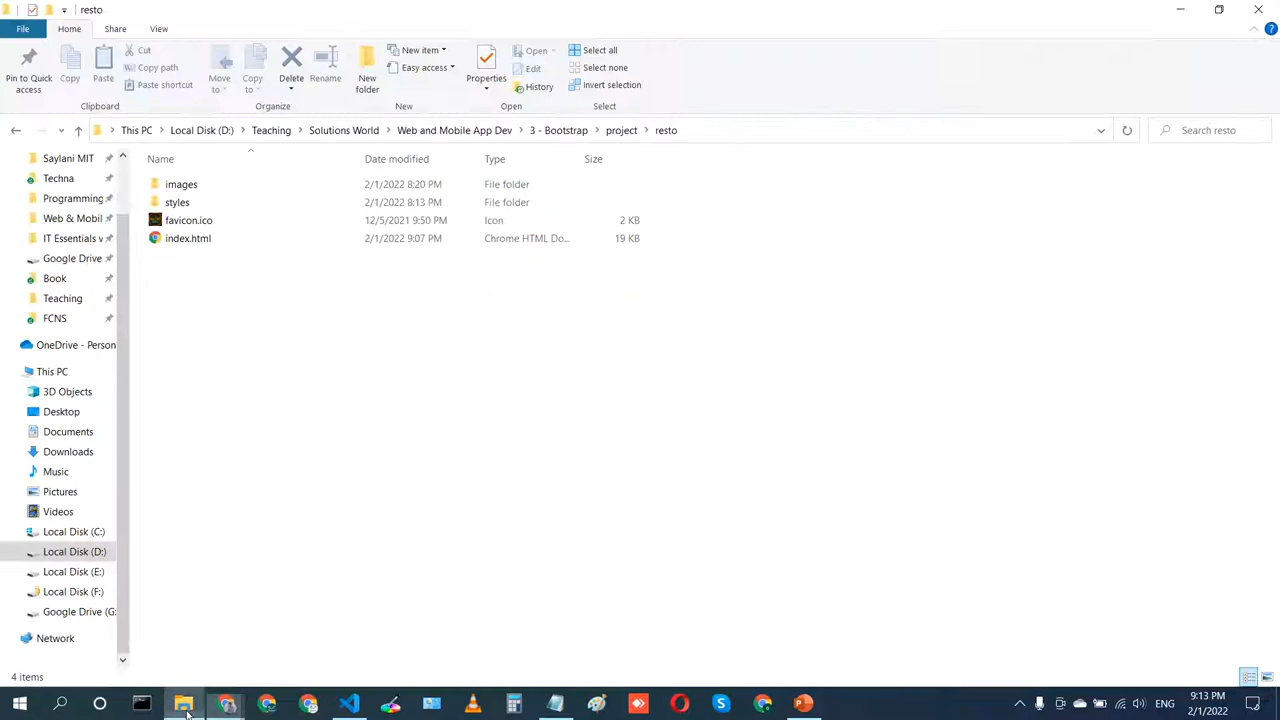 resto
File Home Share View
Pin to Quick access
Copy
Paste
Cut
Copy path
Paste shortcut
Clipboard
Move to
Copy to
Delete
Rename
Organize
New folder
New item
Easy access
New
Properties
Open
Edit
History
Open
Select all
Select none
Invert selection
Select
This PC > Local Disk (D:) > Teaching > Solutions World > Web and Mobile App Dev > 3 - Bootstrap > project > resto
Search resto
Name Date modified Type Size
images 2/1/2022 8:20 PM File folder
styles 2/1/2022 8:13 PM File folder
favicon.ico 12/5/2021 9:50 PM Icon 2 KB
index.html 2/1/2022 9:07 PM Chrome HTML Do... 19 KB
Saylani MIT
Techna
Programming
Web & Mobil
IT Essentials v
Google Drive
Book
Teaching
FCNS
OneDrive - Person
This PC
3D Objects
Desktop
Documents
Downloads
Music
Pictures
Videos
Local Disk (C:)
Local Disk (D:)
Local Disk (E:)
Local Disk (F:)
Google Drive (G:
Network
4 items
ENG
9:13 PM
2/1/2022